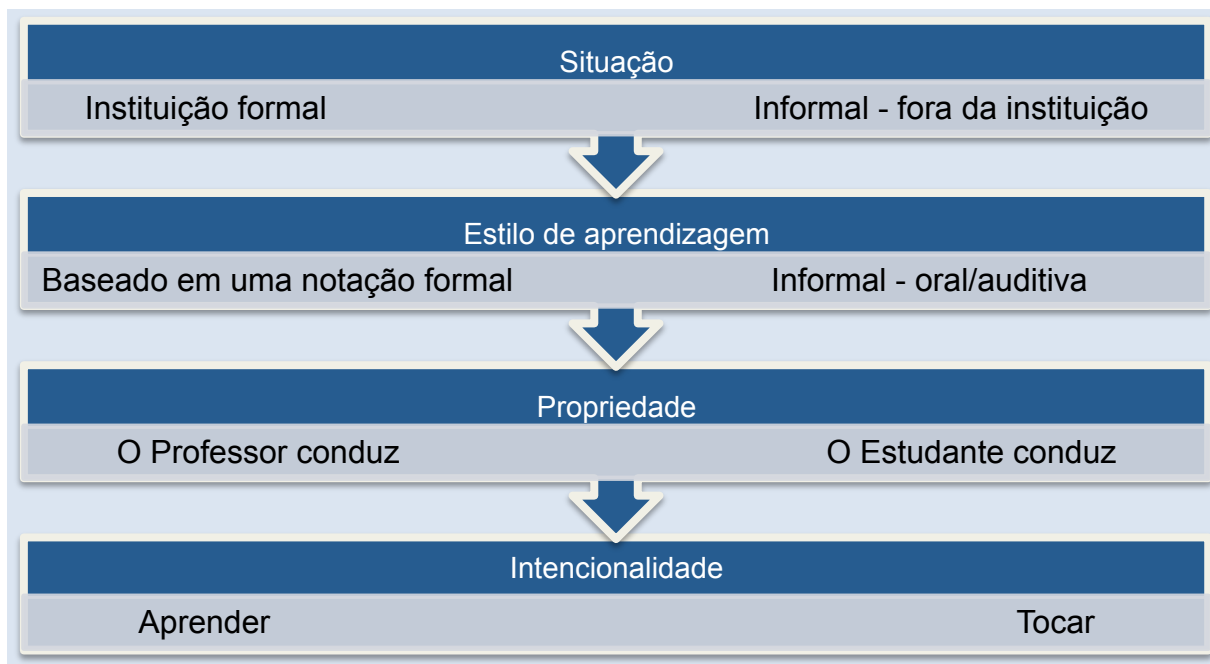 Situação
Instituição formal Informal - fora da instituição
Estilo de aprendizagem
Baseado em uma notação formal Informal - oral/auditiva
Propriedade
O Professor conduz O Estudante conduz
Intencionalidade
Aprender Tocar